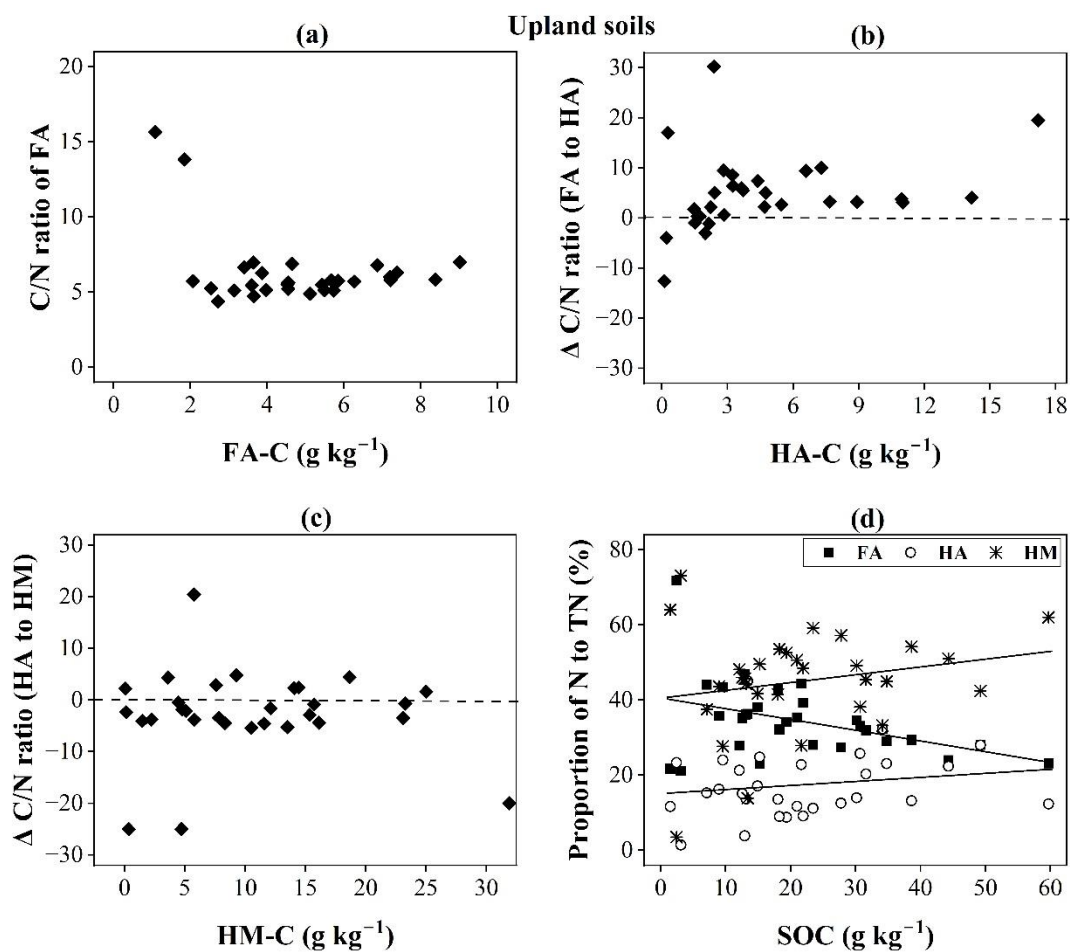 Upland soils
(a)
20
15
10
5
0
C/N ratio of FA
0 2 4 6 8 10
FA-C (g kg⁻¹)
(b)
30
20
10
0
−10
−20
−30
Δ C/N ratio (FA to HA)
0 3 6 9 12 15 18
HA-C (g kg⁻¹)
(c)
30
20
10
0
−10
−20
−30
Δ C/N ratio (HA to HM)
0 5 10 15 20 25 30
HM-C (g kg⁻¹)
(d)
FA HA HM
80
60
40
20
0
Proportion of N to TN (%)
0 10 20 30 40 50 60
SOC (g kg⁻¹)